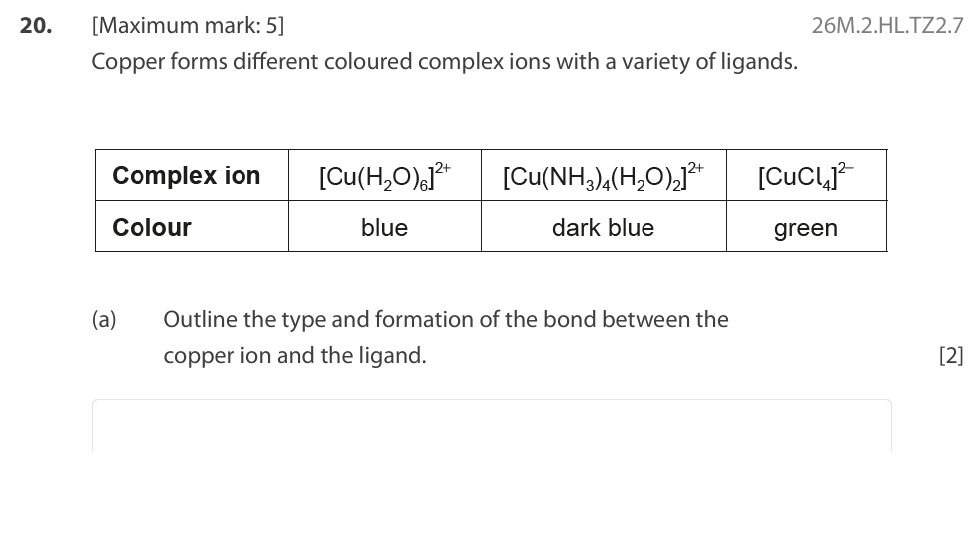 20. [Maximum mark: 5] 26M.2.HL.TZ2.7
Copper forms different coloured complex ions with a variety of ligands.
Complex ion [Cu(H₂O)₆]²⁺ [Cu(NH₃)₄(H₂O)₂]²⁺ [CuCl₄]²⁻
Colour blue dark blue green
(a) Outline the type and formation of the bond between the
copper ion and the ligand. [2]